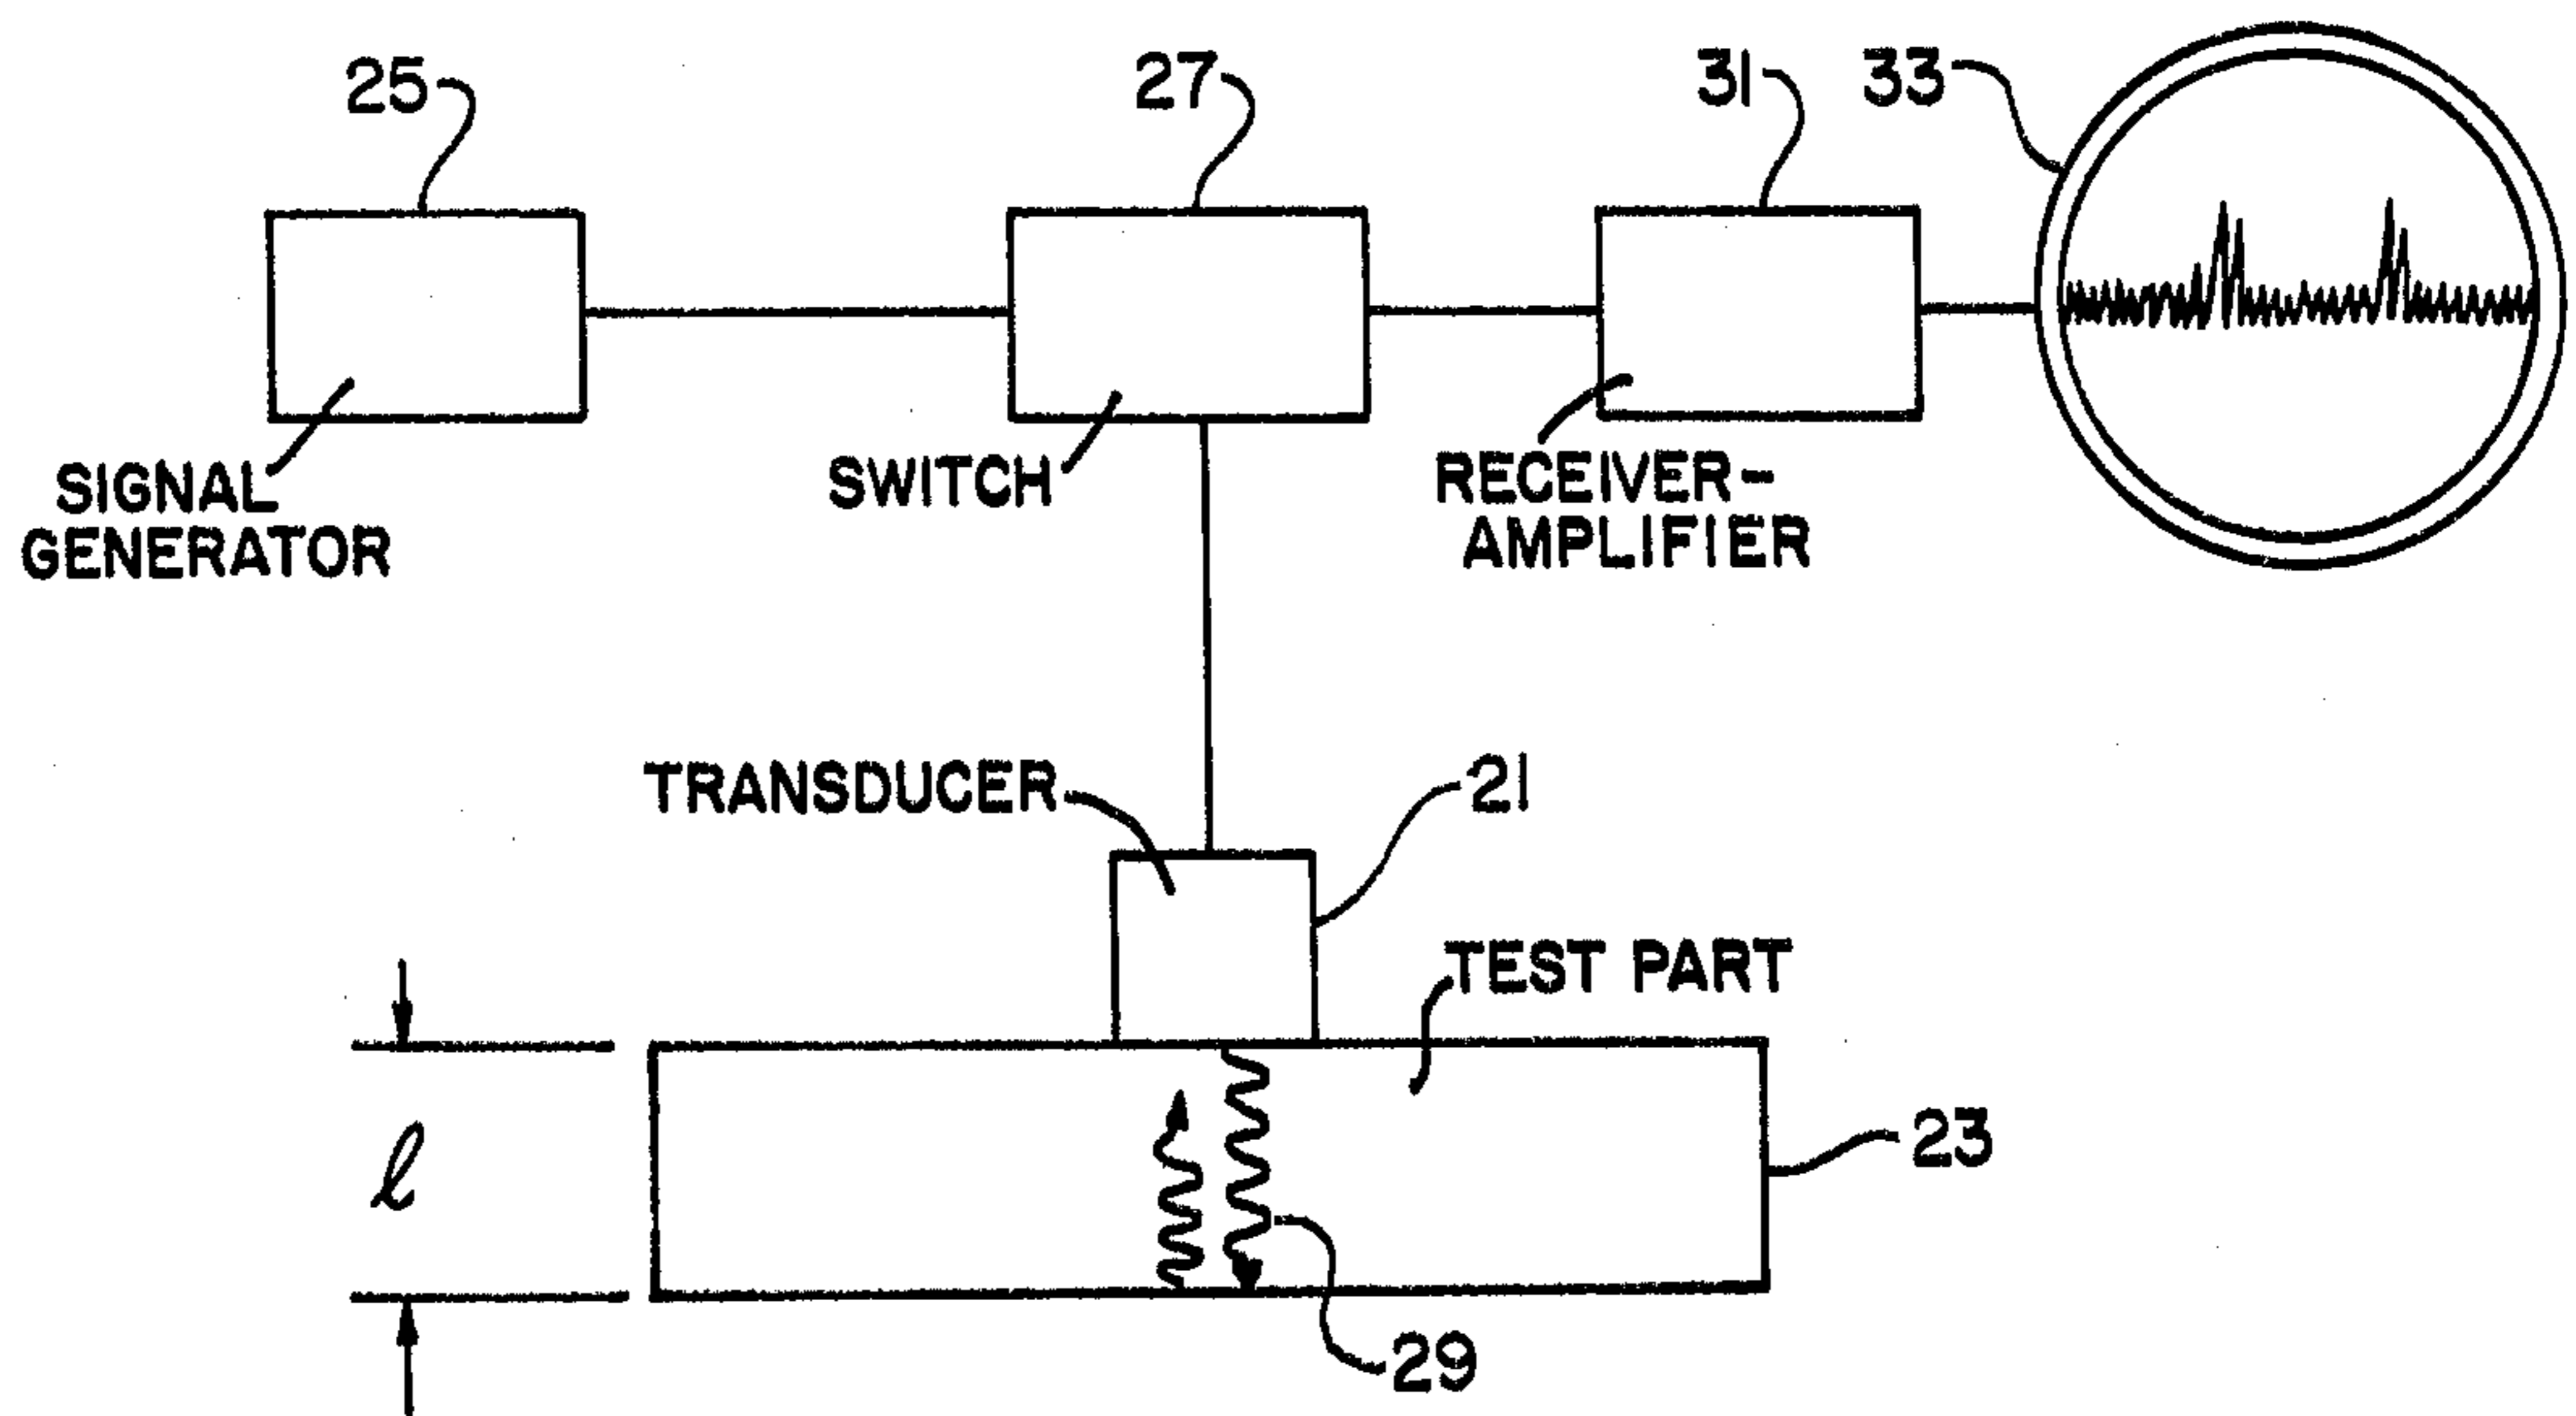 25
27
31
33
SIGNAL
GENERATOR
SWITCH
RECEIVER-
AMPLIFIER
TRANSDUCER
21
TEST PART
ℓ
23
29